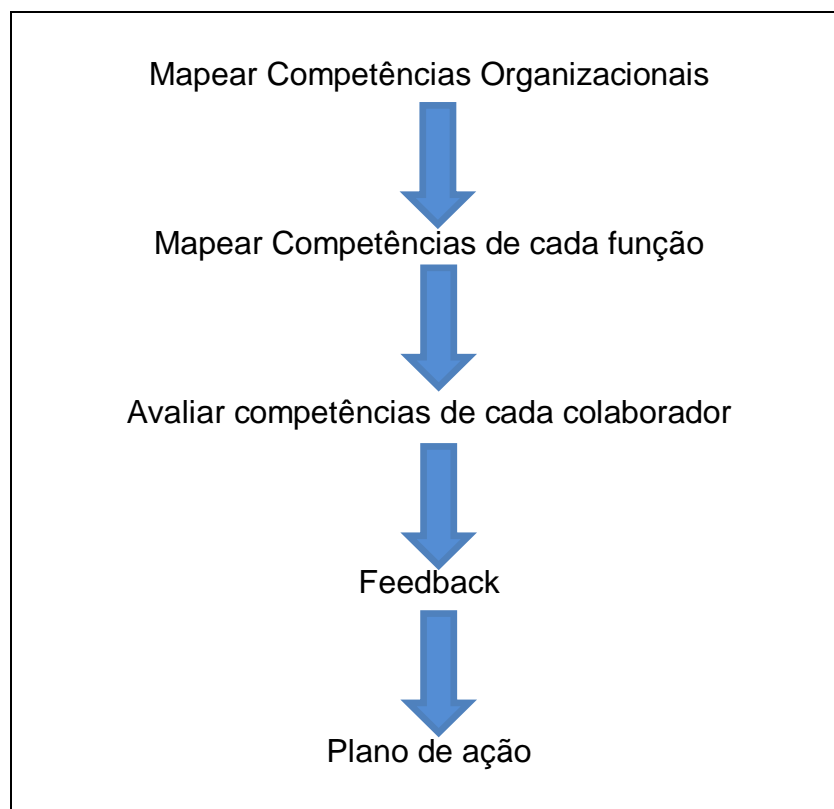 Mapear Competências Organizacionais
Mapear Competências de cada função
Avaliar competências de cada colaborador
Feedback
Plano de ação